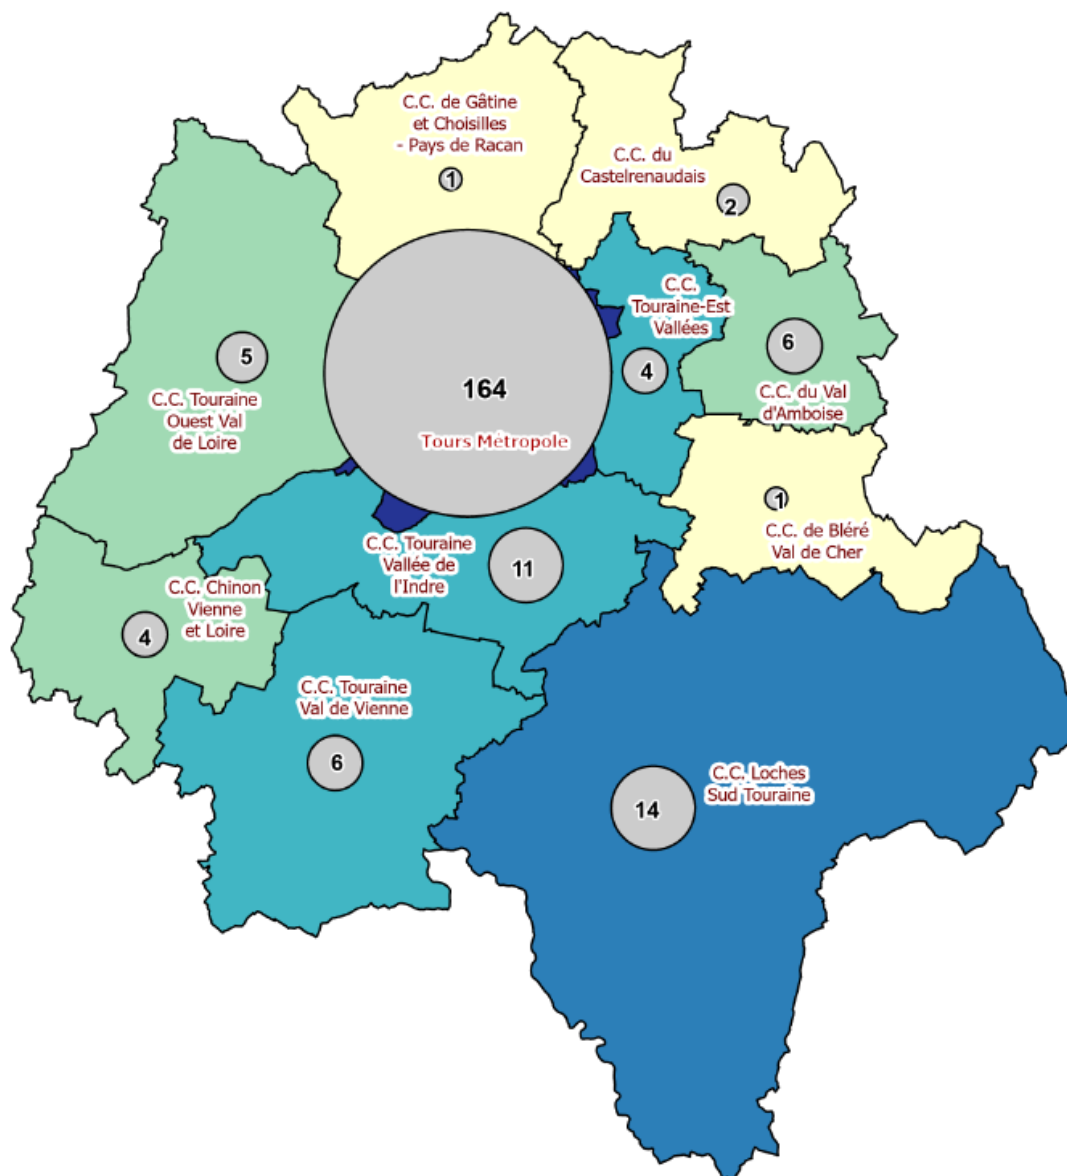 C.C. de Gâtine
et Choisilles
- Pays de Racan
1
C.C. du
Castelrenaudais
2
C.C.
Touraine-Est
Vallées
4
6
C.C. du Val
d'Amboise
5
C.C. Touraine
Ouest Val
de Loire
164
Tours Métropole
1
C.C. de Bléré
Val de Cher
C.C. Touraine
Vallée de
l'Indre
11
C.C. Chinon
Vienne
et Loire
4
C.C. Touraine
Val de Vienne
6
C.C. Loches
Sud Touraine
14